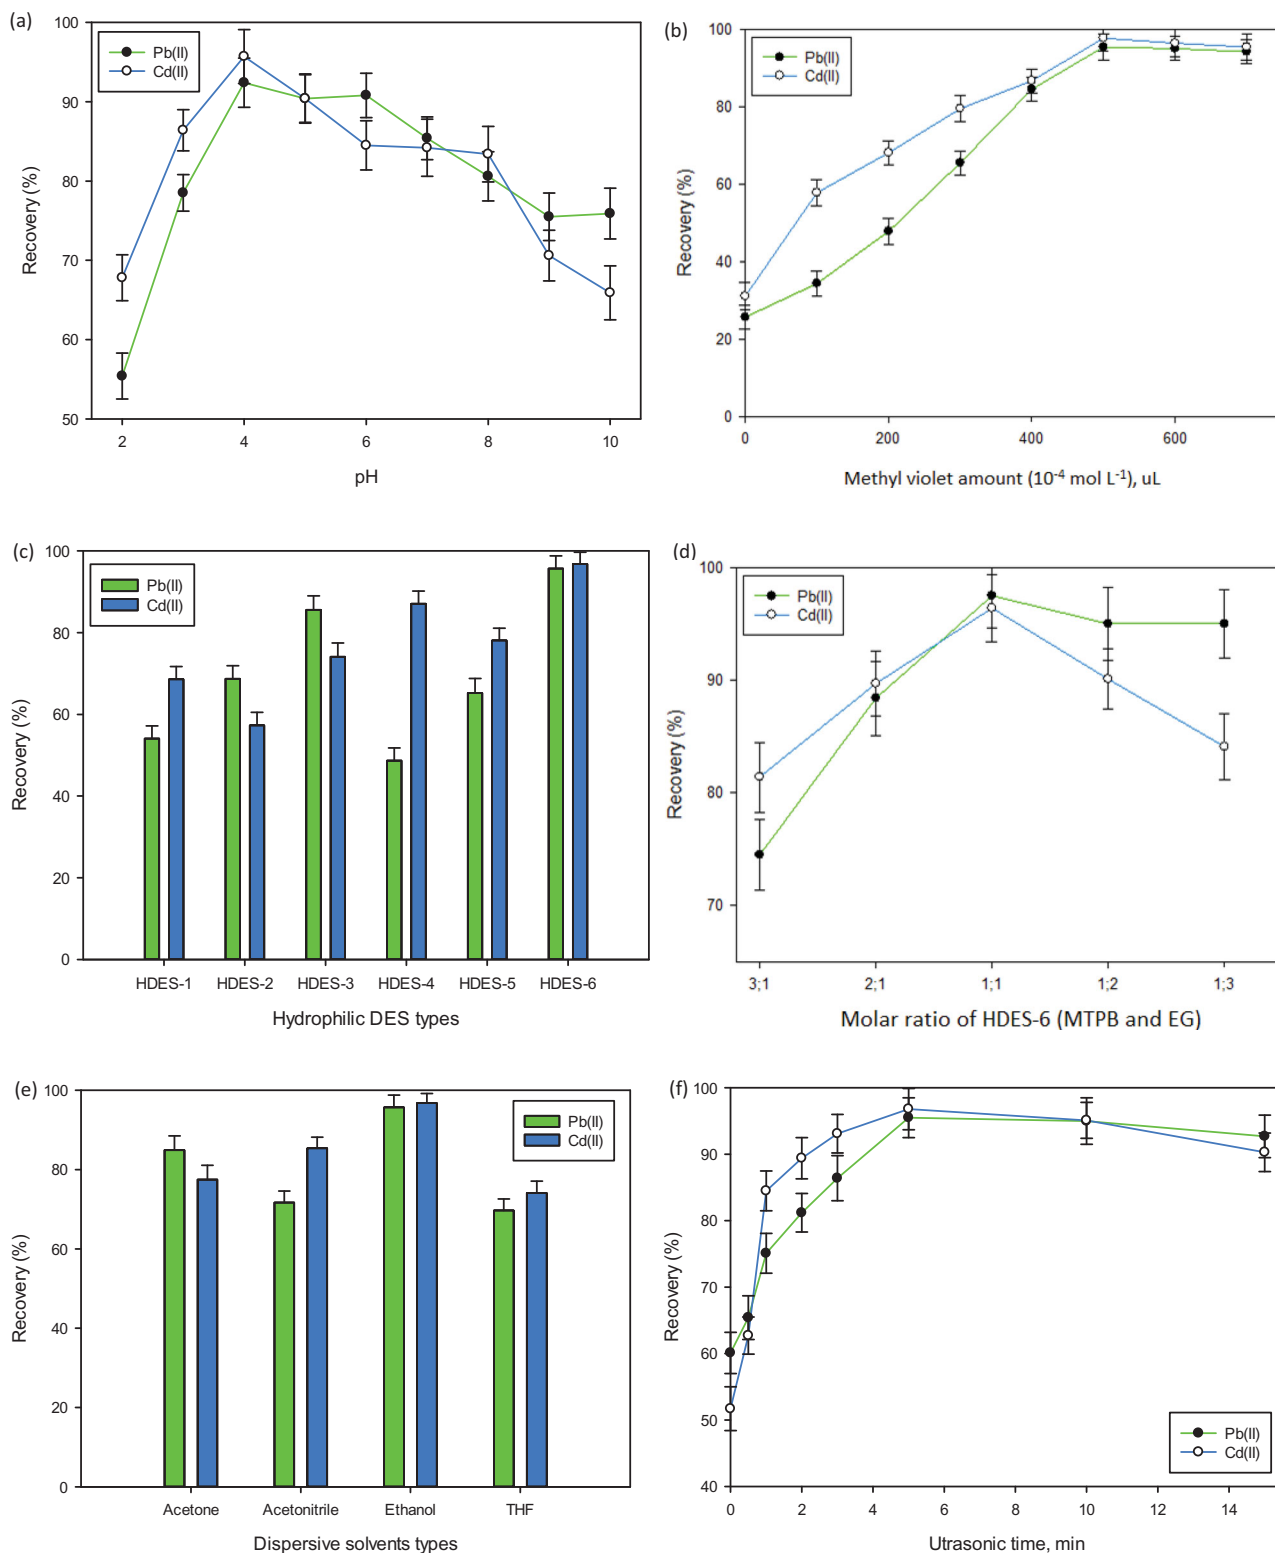 (a)
100
90
80
70
60
50
Recovery (%)
Pb(II)
Cd(II)
2
4
6
8
10
pH
(b)
100
80
60
40
20
0
Recovery (%)
Pb(II)
Cd(II)
0
200
400
600
Methyl violet amount (10⁻⁴ mol L⁻¹), uL
(c)
100
80
60
40
20
0
Recovery (%)
Pb(II)
Cd(II)
HDES-1
HDES-2
HDES-3
HDES-4
HDES-5
HDES-6
Hydrophilic DES types
(d)
100
90
80
70
Recovery (%)
Pb(II)
Cd(II)
3;1
2;1
1;1
1;2
1;3
Molar ratio of HDES-6 (MTPB and EG)
(e)
100
80
60
40
20
0
Recovery (%)
Pb(II)
Cd(II)
Acetone
Acetonitrile
Ethanol
THF
Dispersive solvents types
(f)
100
90
80
70
60
50
40
Recovery (%)
Pb(II)
Cd(II)
0
2
4
6
8
10
12
14
Utrasonic time, min